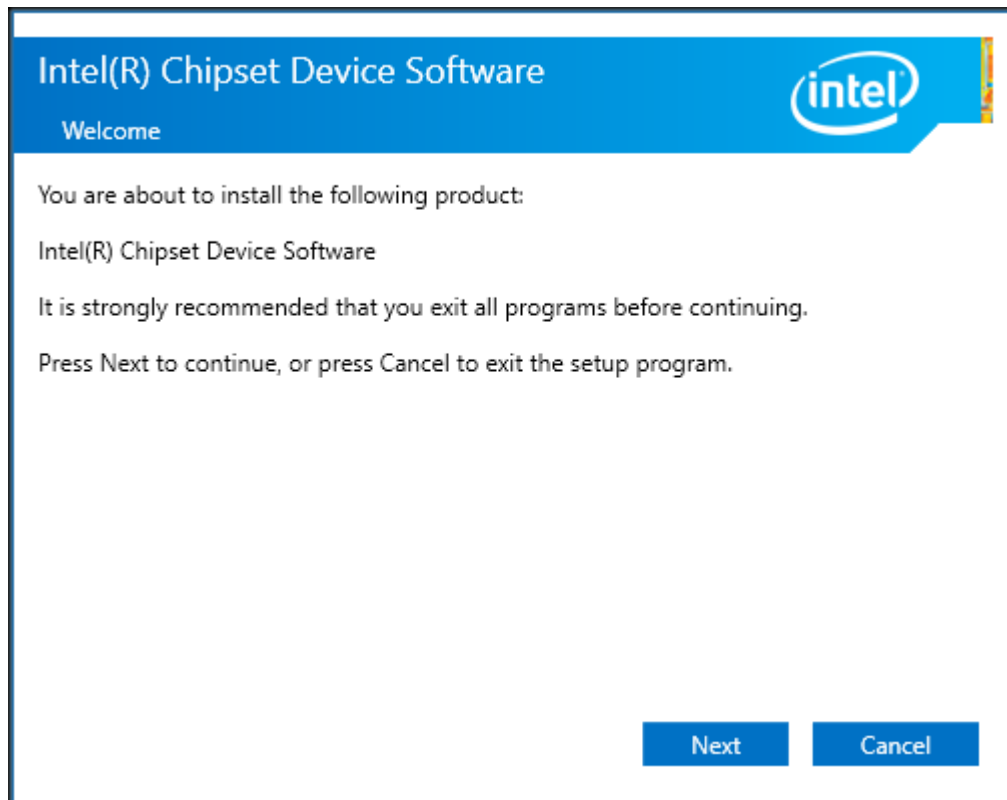 Intel(R) Chipset Device Software
intel
Welcome
You are about to install the following product:
Intel(R) Chipset Device Software
It is strongly recommended that you exit all programs before continuing.
Press Next to continue, or press Cancel to exit the setup program.
Next
Cancel